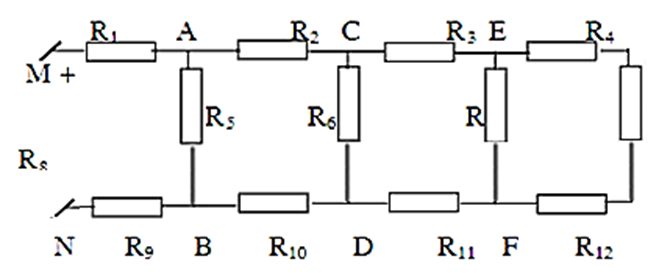 R₁ A R₂ C R₃ E R₄
M +
R₅ R₆ R
R₈
N R₉ B R₁₀ D R₁₁ F R₁₂